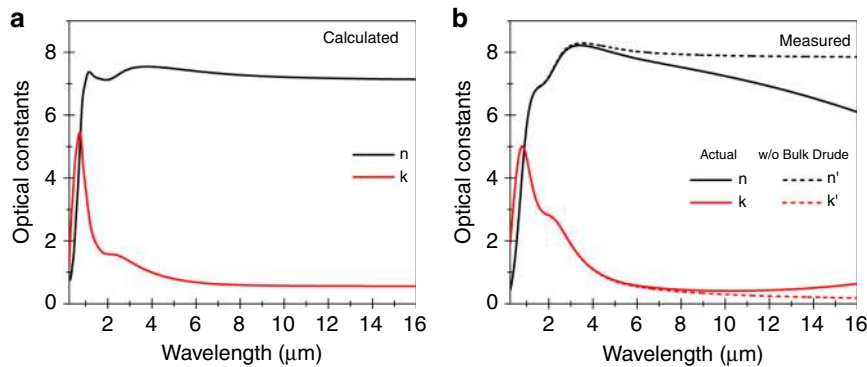 a
Calculated
Optical constants
8
6
4
2
0
n
k
2 4 6 8 10 12 14 16
Wavelength (μm)
b
Measured
Optical constants
8
6
4
2
0
Actual w/o Bulk Drude
n n'
k k'
2 4 6 8 10 12 14 16
Wavelength (μm)